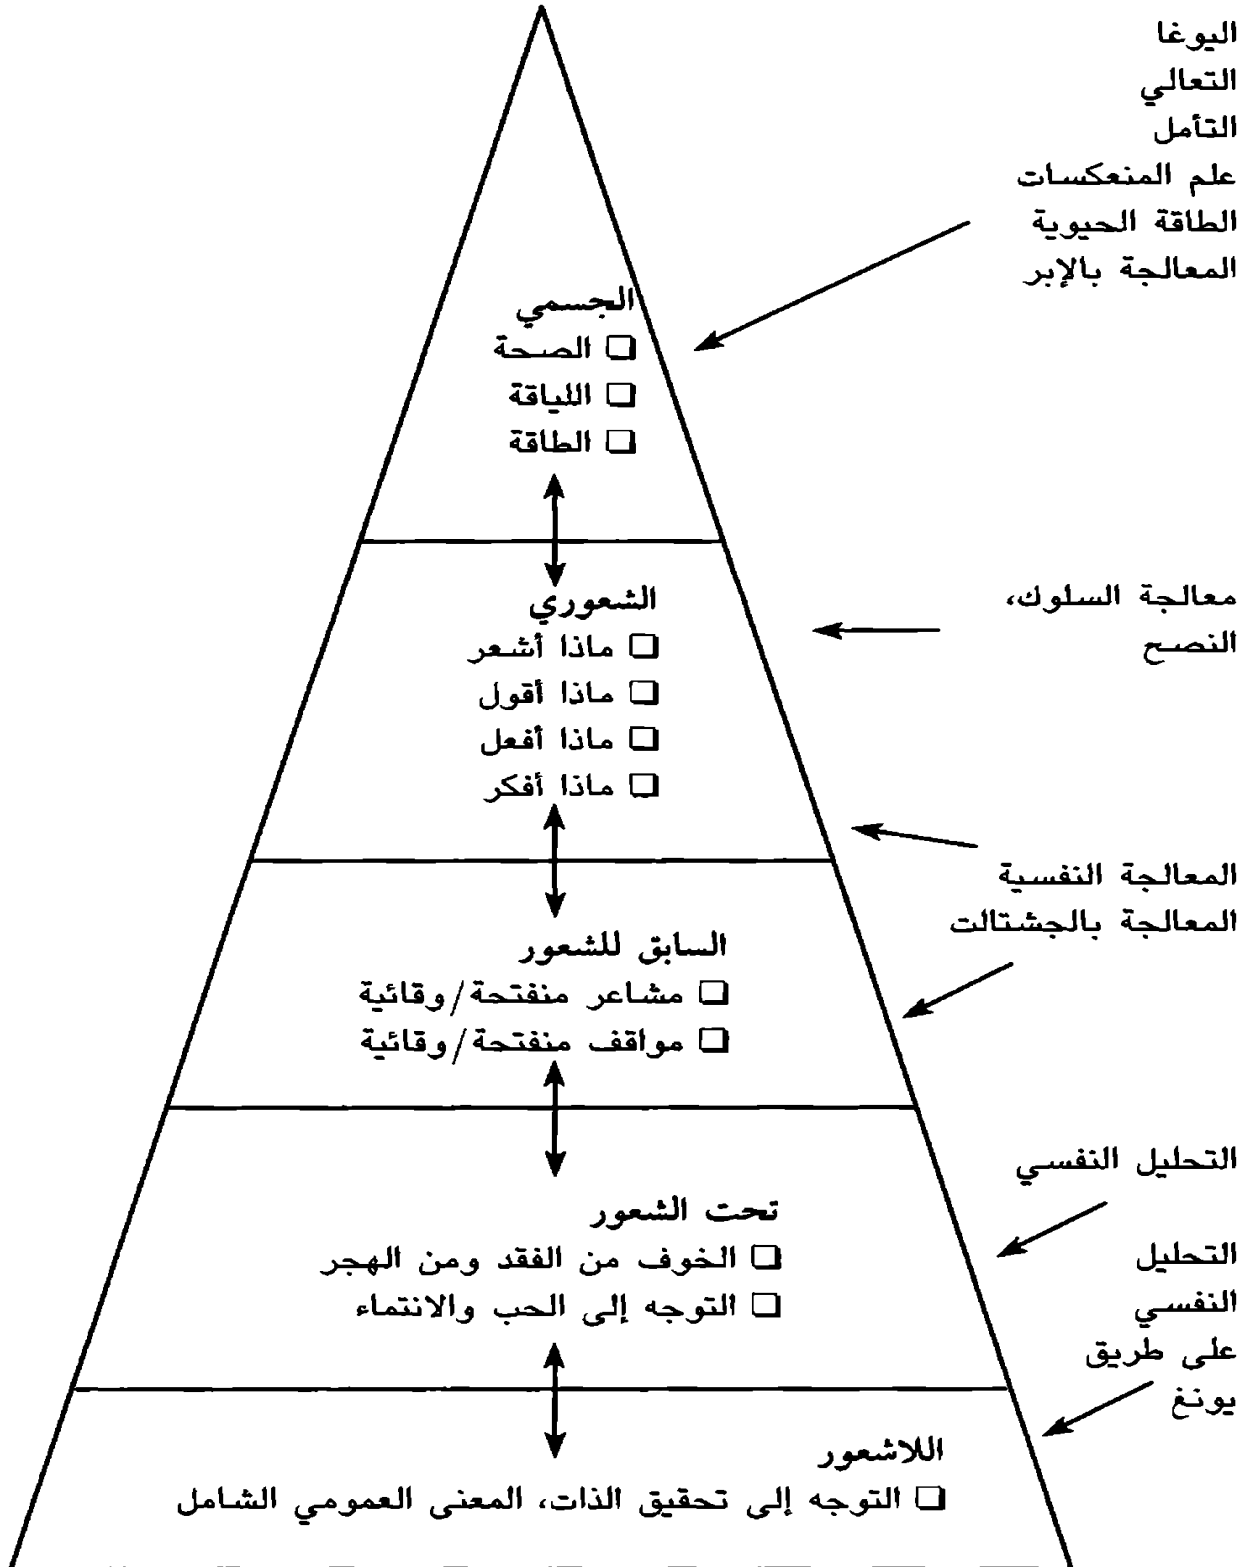 اليوغا
التعالي
التأمل
علم المنعكسات
الطاقة الحيوية
المعالجة بالإبر
الجسمي
❑ الصحة
❑ اللياقة
❑ الطاقة
معالجة السلوك،
النصح
الشعوري
❑ ماذا أشعر
❑ ماذا أقول
❑ ماذا أفعل
❑ ماذا أفكر
المعالجة النفسية
المعالجة بالجشتالت
السابق للشعور
❑ مشاعر منفتحة/وقائية
❑ مواقف منفتحة/وقائية
التحليل النفسي
تحت الشعور
❑ الخوف من الفقد ومن الهجر
❑ التوجه إلى الحب والانتماء
التحليل
النفسي
على طريق
يونغ
اللاشعور
❑ التوجه إلى تحقيق الذات، المعنى العمومي الشامل